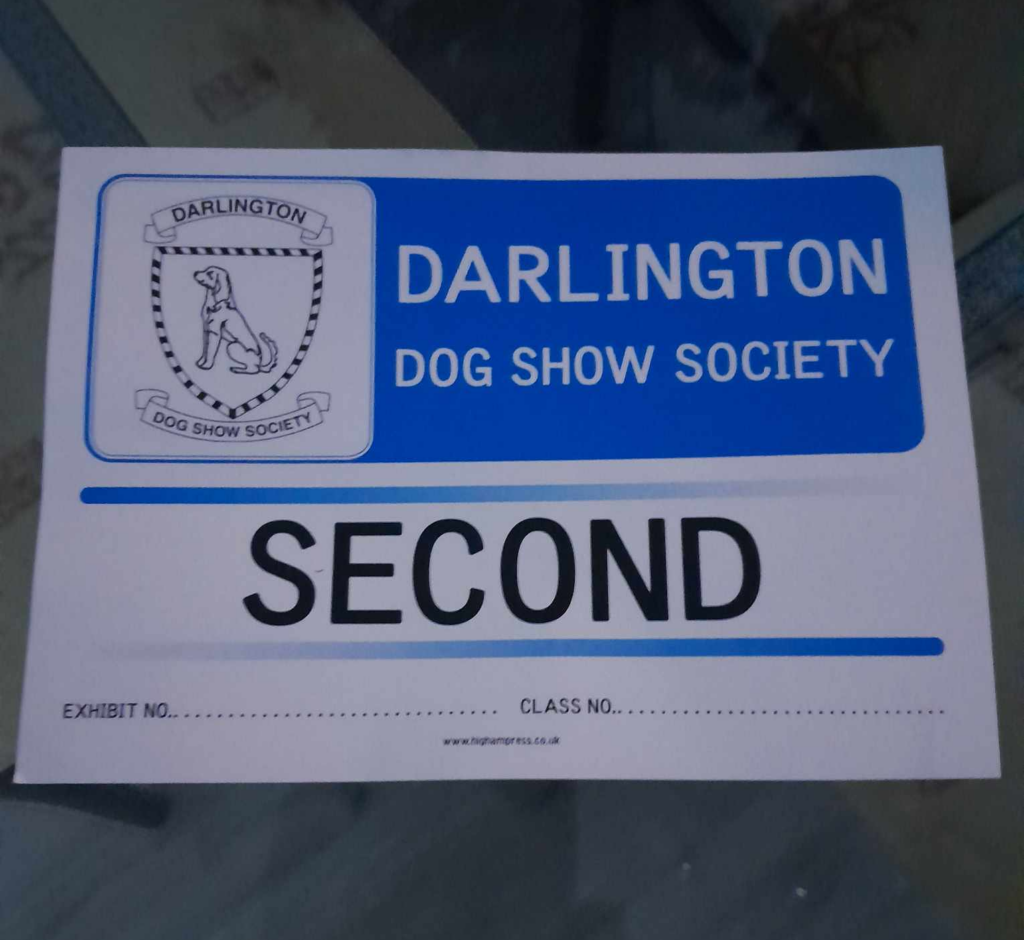 DARLINGTON
DOG SHOW SOCIETY
DARLINGTON
DOG SHOW SOCIETY
SECOND
EXHIBIT NO.............................. CLASS NO..............................
www.highampress.co.uk